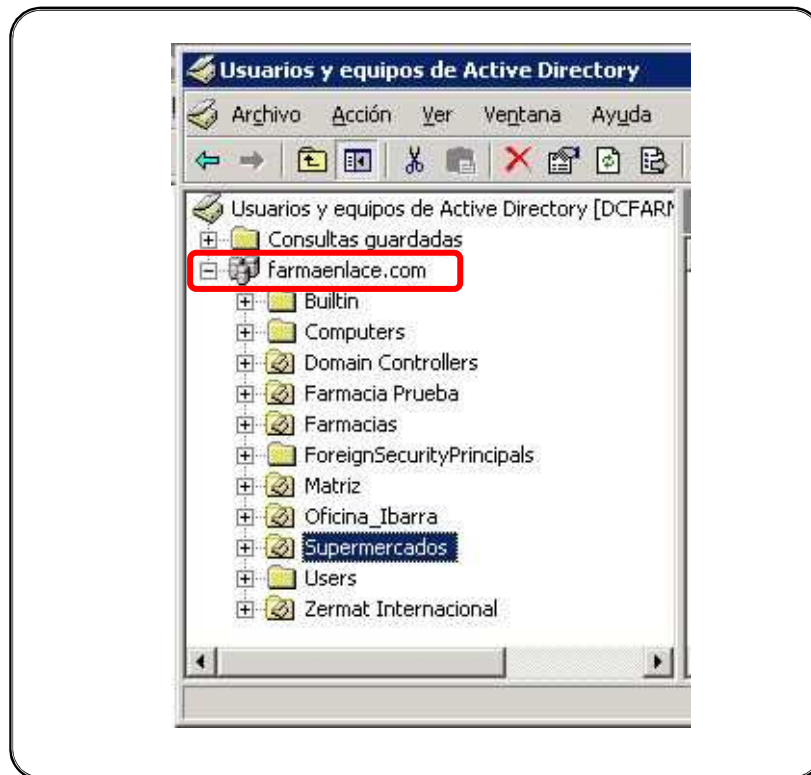 Usuarios y equipos de Active Directory
Archivo Acción Ver Ventana Ayuda
Usuarios y equipos de Active Directory
Consultas guardadas
farmaenlace.com
Builtin
Computers
Domain Controllers
Farmacia Prueba
Farmacias
ForeignSecurityPrincipals
Matriz
Oficina_Ibarra
Supermercados
Users
Zermat Internacional